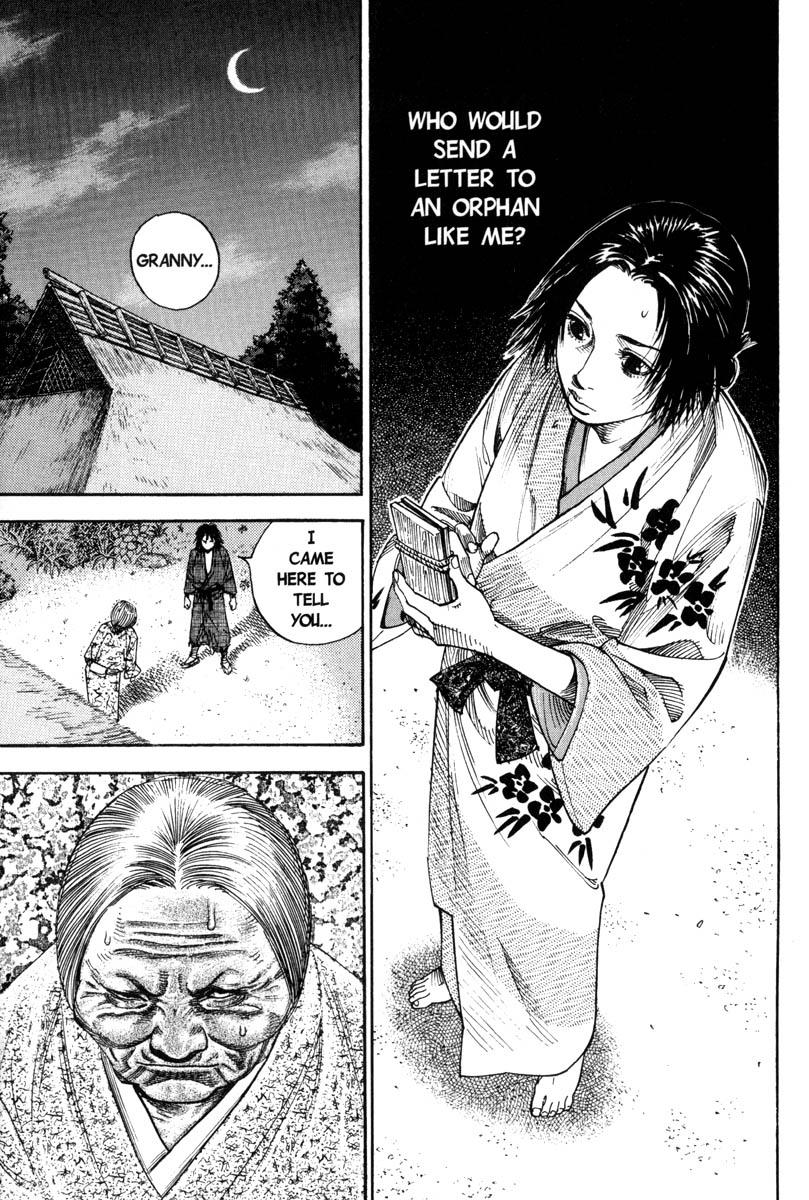 WHO WOULD
SEND A
LETTER TO
AN ORPHAN
LIKE ME?
GRANNY...
I
CAME
HERE TO
TELL
YOU...